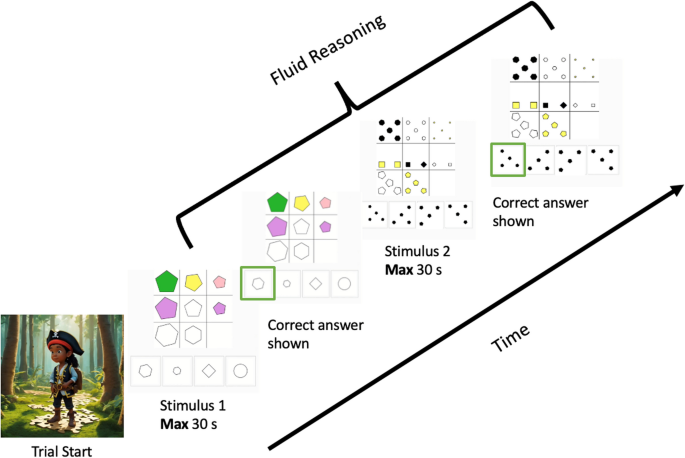 Fluid Reasoning
Correct answer
shown
Stimulus 2
Max 30 s
Correct answer
shown
Stimulus 1
Max 30 s
Trial Start
Time